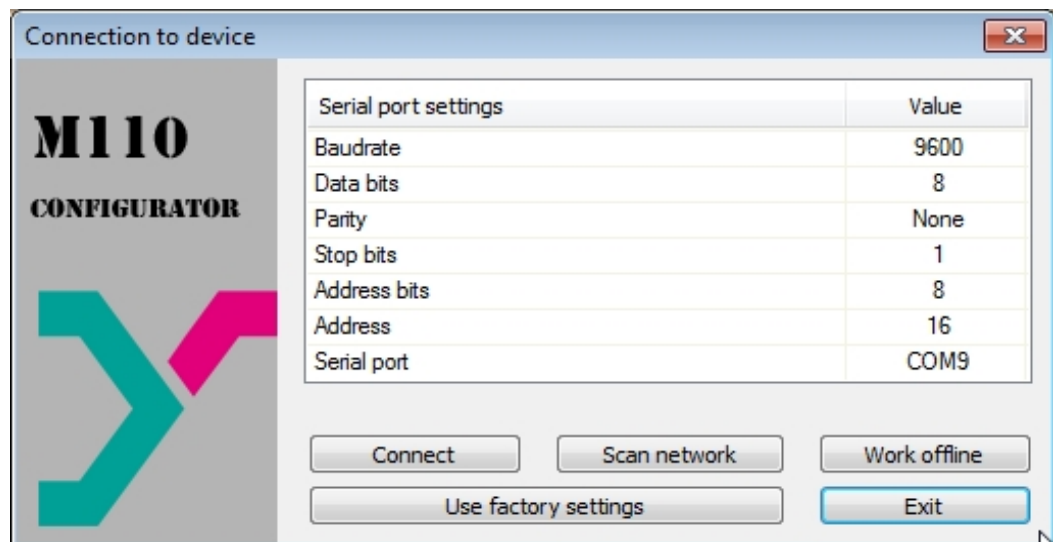 Connection to device
M110
CONFIGURATOR
Serial port settings Value
Baudrate 9600
Data bits 8
Parity None
Stop bits 1
Address bits 8
Address 16
Serial port COM9
Connect Scan network Work offline
Use factory settings Exit